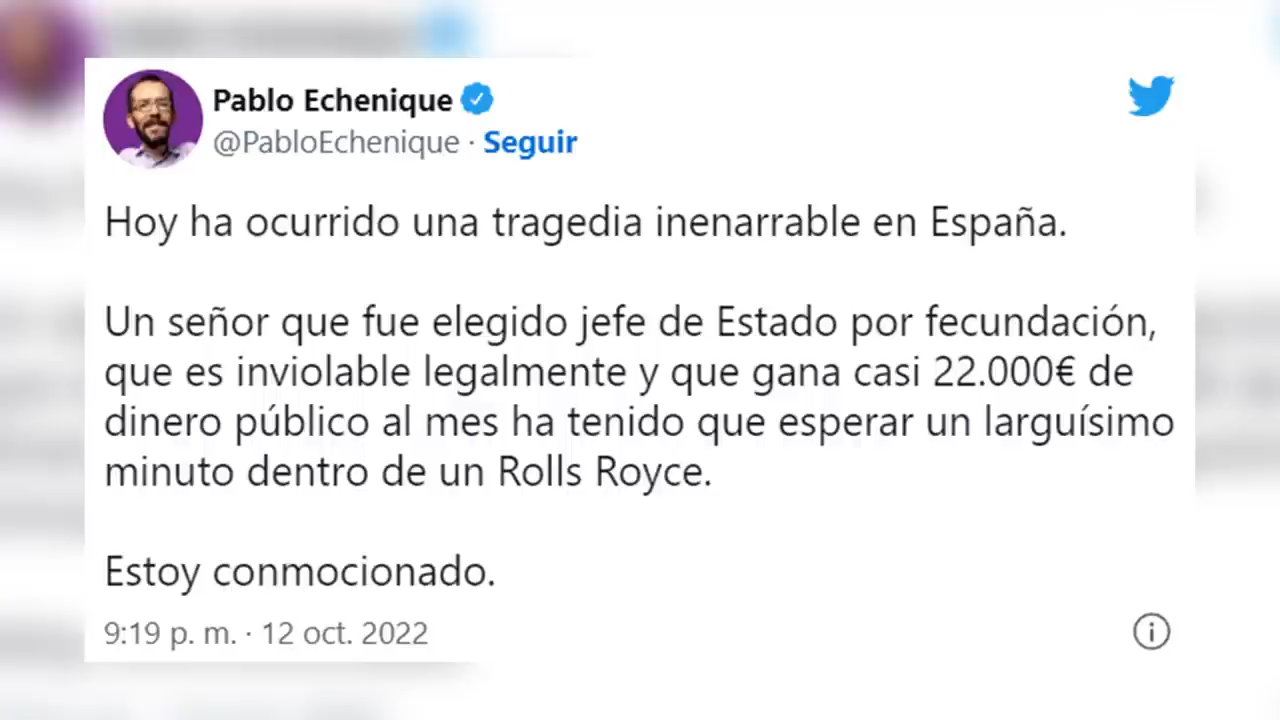 Pablo Echenique
@PabloEchenique · Seguir
Hoy ha ocurrido una tragedia inenarrable en España.
Un señor que fue elegido jefe de Estado por fecundación,
que es inviolable legalmente y que gana casi 22.000€ de
dinero público al mes ha tenido que esperar un larguísimo
minuto dentro de un Rolls Royce.
Estoy conmocionado.
9:19 p. m. · 12 oct. 2022